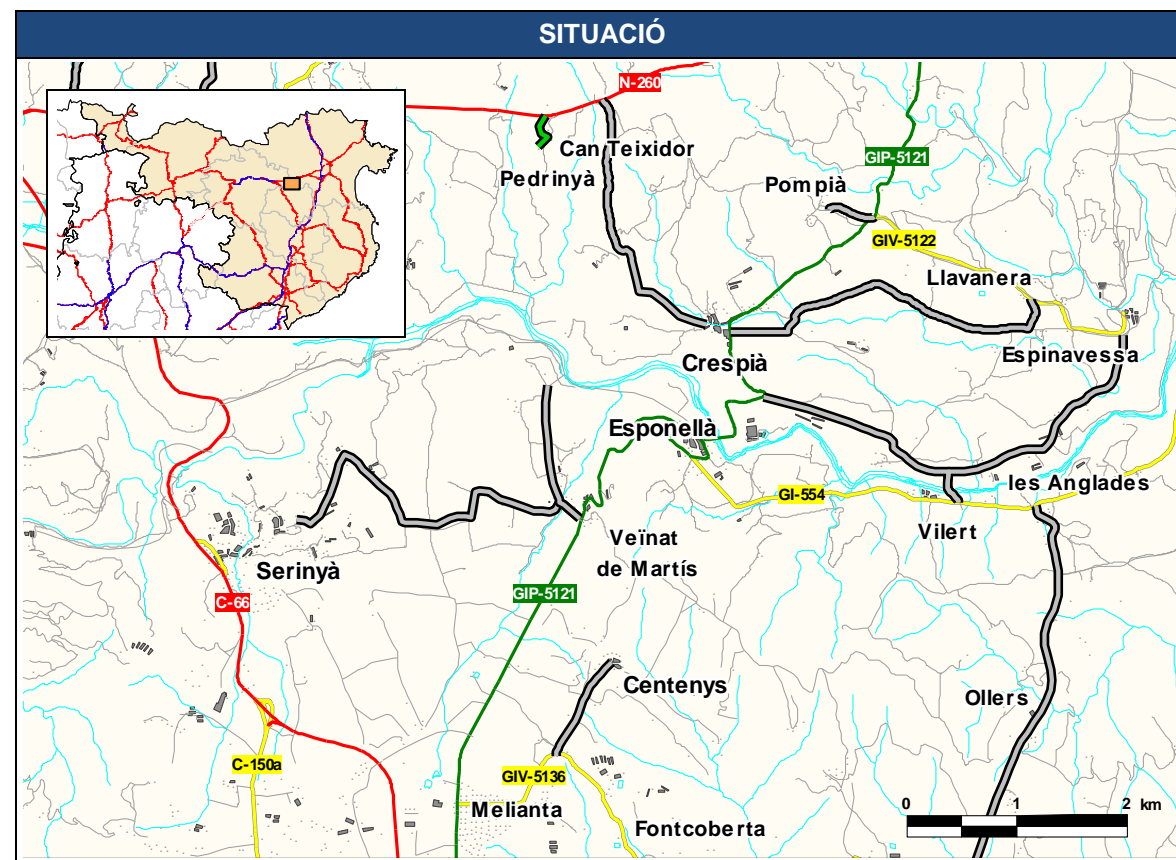 SITUACIÓ
N-260
Can Teixidor
Pedrinyà
GIP-5121
Pompià
GIV-5122
Llavanera
Espinavessa
Crespià
Esponellà
les Anglades
GI-554
Vilert
Veïnat
de Martís
Serinyà
C-66
GIP-5121
Centenys
Ollers
C-150a
GIV-5136
Melianta
Fontcoberta
0 1 2 km